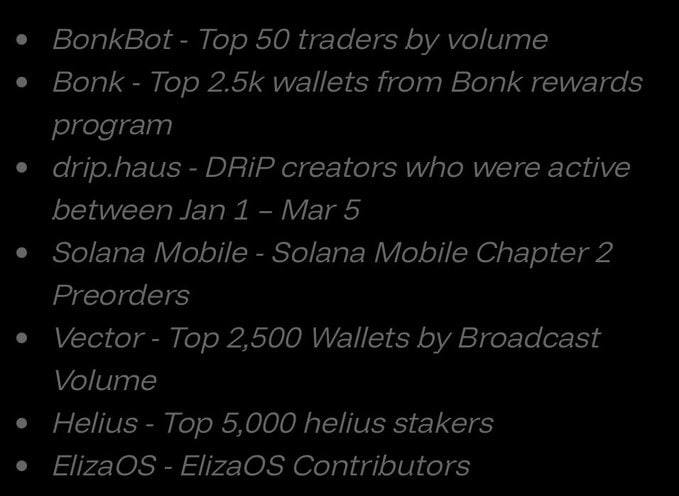 • BonkBot - Top 50 traders by volume
• Bonk - Top 2.5k wallets from Bonk rewards
program
• drip.haus - DRiP creators who were active
between Jan 1 – Mar 5
• Solana Mobile - Solana Mobile Chapter 2
Preorders
• Vector - Top 2,500 Wallets by Broadcast
Volume
• Helius - Top 5,000 helius stakers
• ElizaOS - ElizaOS Contributors